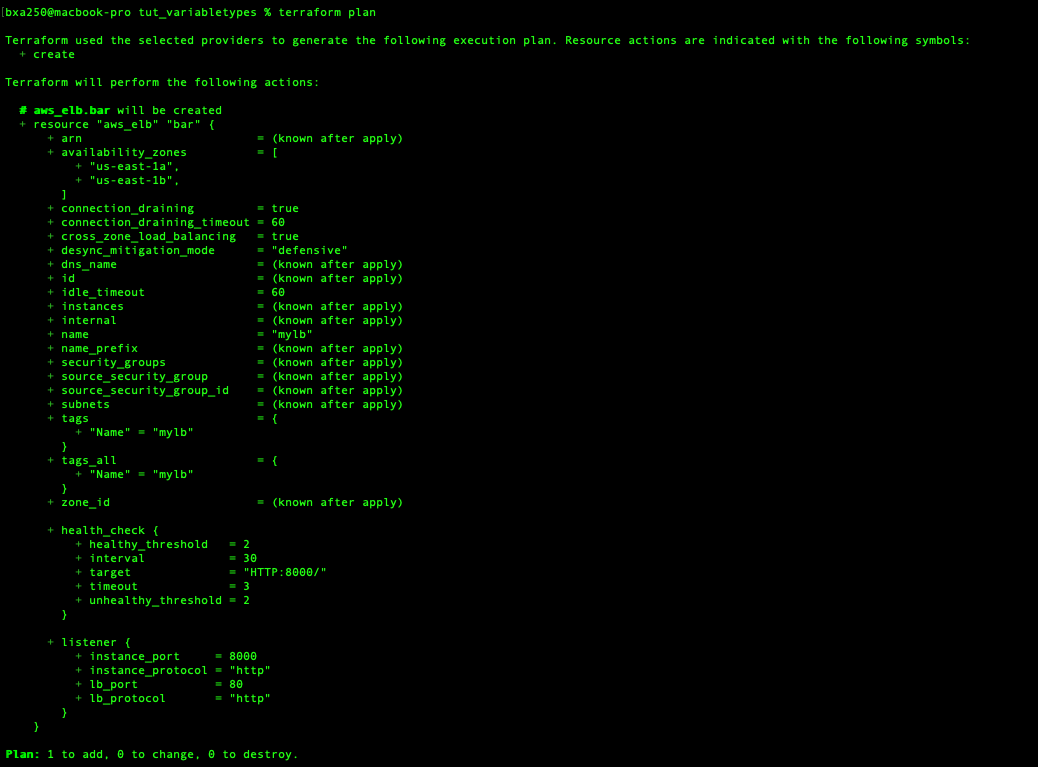 [bxa250@macbook-pro tut_variabletypes % terraform plan
Terraform used the selected providers to generate the following execution plan. Resource actions are indicated with the following symbols:
  + create
Terraform will perform the following actions:
  # aws_elb.bar will be created
  + resource "aws_elb" "bar" {
      + arn                         = (known after apply)
      + availability_zones          = [
          + "us-east-1a",
          + "us-east-1b",
        ]
      + connection_draining         = true
      + connection_draining_timeout = 60
      + cross_zone_load_balancing   = true
      + desync_mitigation_mode      = "defensive"
      + dns_name                    = (known after apply)
      + id                          = (known after apply)
      + idle_timeout                = 60
      + instances                   = (known after apply)
      + internal                    = (known after apply)
      + name                        = "mylb"
      + name_prefix                 = (known after apply)
      + security_groups             = (known after apply)
      + source_security_group       = (known after apply)
      + source_security_group_id    = (known after apply)
      + subnets                     = (known after apply)
      + tags                        = {
          + "Name" = "mylb"
        }
      + tags_all                    = {
          + "Name" = "mylb"
        }
      + zone_id                     = (known after apply)
      + health_check {
          + healthy_threshold   = 2
          + interval            = 30
          + target              = "HTTP:8000/"
          + timeout             = 3
          + unhealthy_threshold = 2
        }
      + listener {
          + instance_port     = 8000
          + instance_protocol = "http"
          + lb_port           = 80
          + lb_protocol       = "http"
        }
    }
Plan: 1 to add, 0 to change, 0 to destroy.